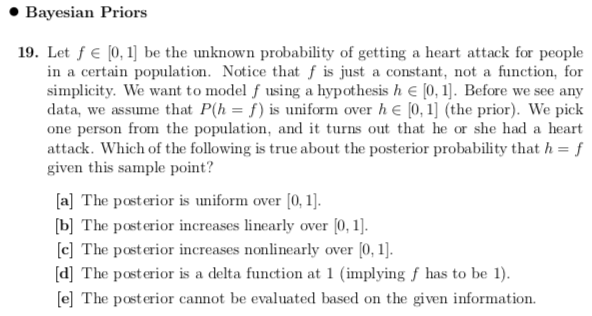 ● Bayesian Priors
19. Let f ∈ [0, 1] be the unknown probability of getting a heart attack for people
in a certain population. Notice that f is just a constant, not a function, for
simplicity. We want to model f using a hypothesis h ∈ [0, 1]. Before we see any
data, we assume that P(h = f) is uniform over h ∈ [0, 1] (the prior). We pick
one person from the population, and it turns out that he or she had a heart
attack. Which of the following is true about the posterior probability that h = f
given this sample point?
[a] The posterior is uniform over [0, 1].
[b] The posterior increases linearly over [0, 1].
[c] The posterior increases nonlinearly over [0, 1].
[d] The posterior is a delta function at 1 (implying f has to be 1).
[e] The posterior cannot be evaluated based on the given information.